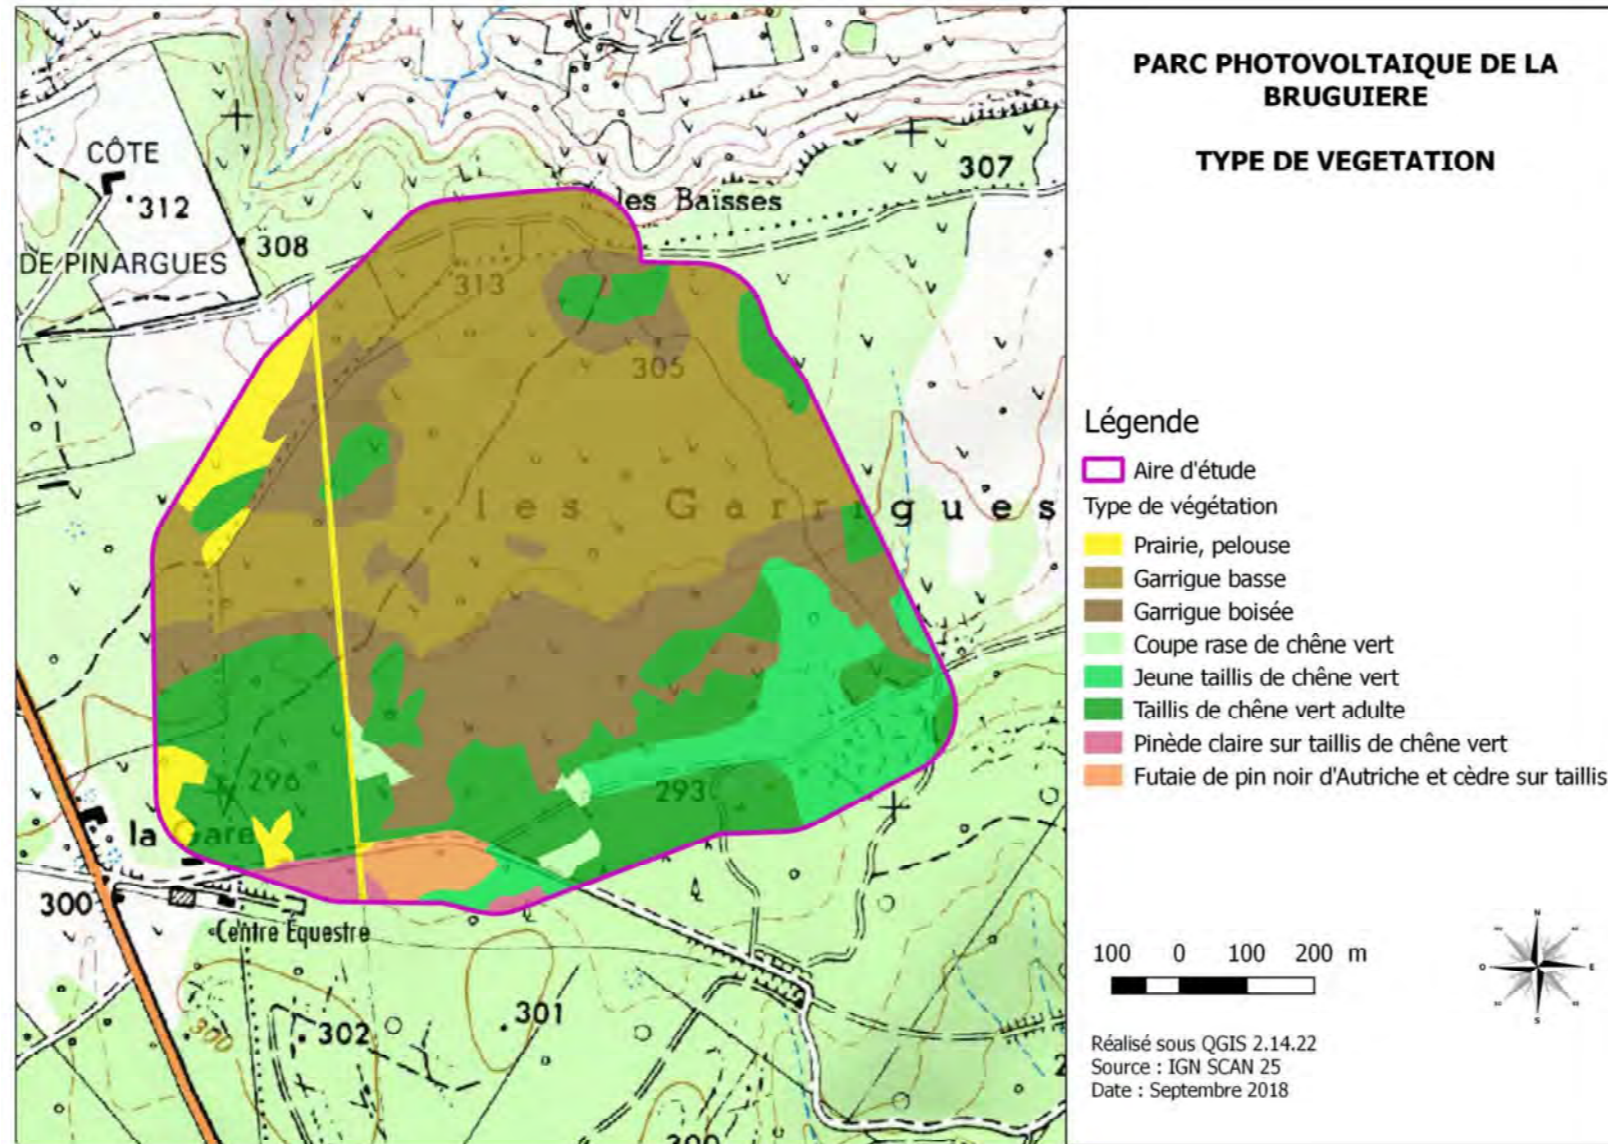 PARC PHOTOVOLTAIQUE DE LA
BRUGUIERE
TYPE DE VEGETATION
CÔTE
312
DE PINARGUES
308
les Baïsses
307
313
305
les Garrigues
296
293
la Gare
300
Centre Équestre
300
302
301
Légende
Aire d'étude
Type de végétation
Prairie, pelouse
Garrigue basse
Garrigue boisée
Coupe rase de chêne vert
Jeune taillis de chêne vert
Taillis de chêne vert adulte
Pinède claire sur taillis de chêne vert
Futaie de pin noir d'Autriche et cèdre sur taillis
100 0 100 200 m
N
O E
S
Réalisé sous QGIS 2.14.22
Source : IGN SCAN 25
Date : Septembre 2018